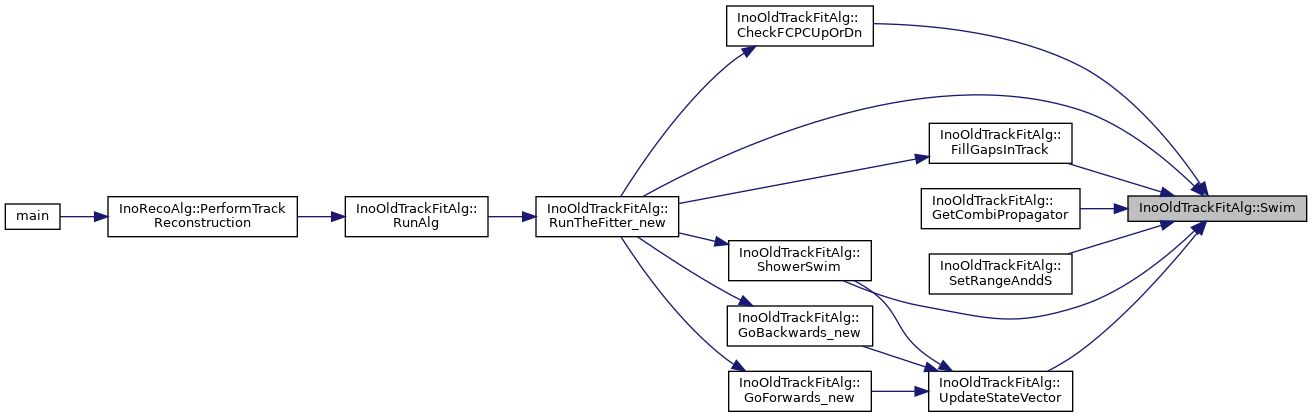 InoOldTrackFitAlg::
CheckFCPCUpOrDn
InoOldTrackFitAlg::
FillGapsInTrack
main
InoRecoAlg::PerformTrack
Reconstruction
InoOldTrackFitAlg::
RunAlg
InoOldTrackFitAlg::
RunTheFitter_new
InoOldTrackFitAlg::
GetCombiPropagator
InoOldTrackFitAlg::Swim
InoOldTrackFitAlg::
ShowerSwim
InoOldTrackFitAlg::
SetRangeAnddS
InoOldTrackFitAlg::
GoBackwards_new
InoOldTrackFitAlg::
GoForwards_new
InoOldTrackFitAlg::
UpdateStateVector